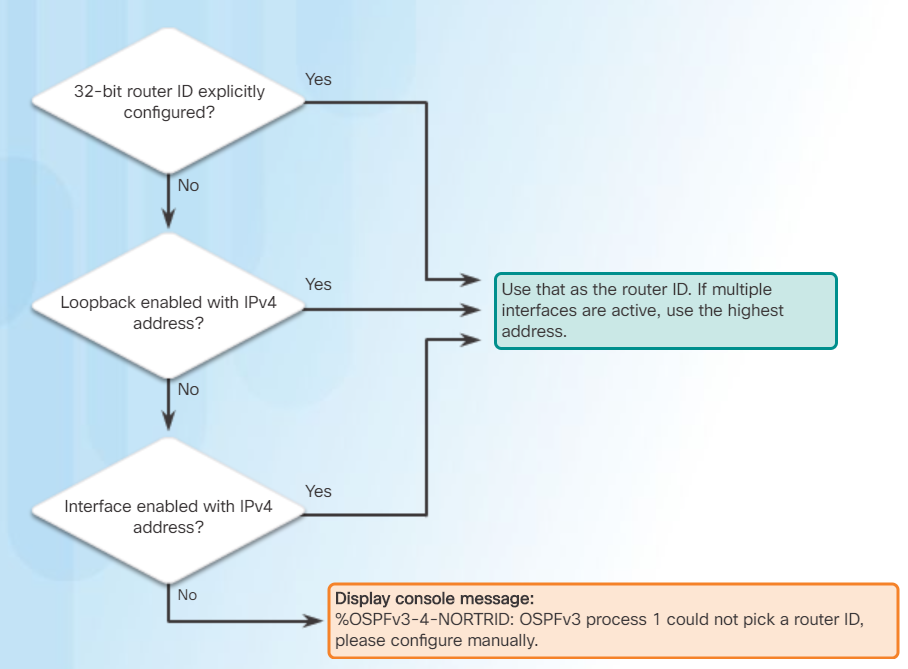 32-bit router ID explicitly
configured?
Yes
No
Loopback enabled with IPv4
address?
Yes
Use that as the router ID. If multiple
interfaces are active, use the highest
address.
No
Interface enabled with IPv4
address?
Yes
No
Display console message:
%OSPFv3-4-NORTRID: OSPFv3 process 1 could not pick a router ID,
please configure manually.